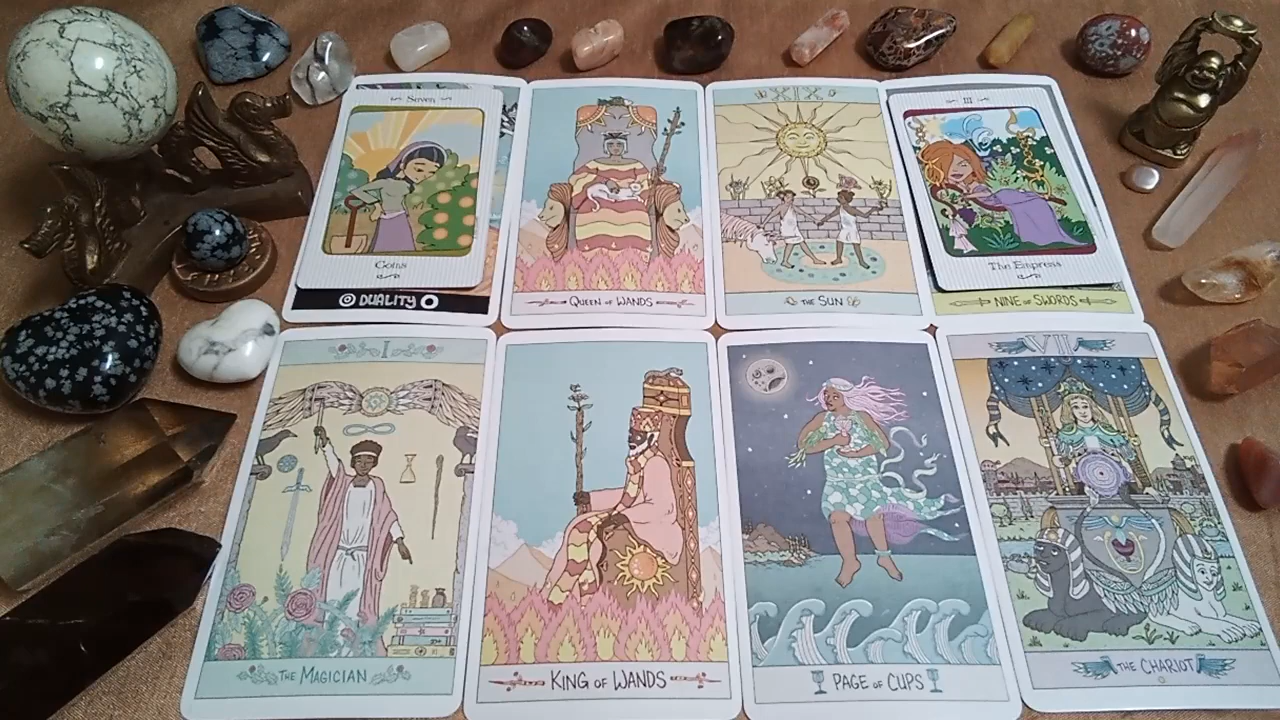 Seven
Coins
DUALITY
QUEEN OF WANDS
XIX
THE SUN
III
The Empress
NINE OF SWORDS
I
THE MAGICIAN
KING OF WANDS
PAGE OF CUPS
VII
THE CHARIOT